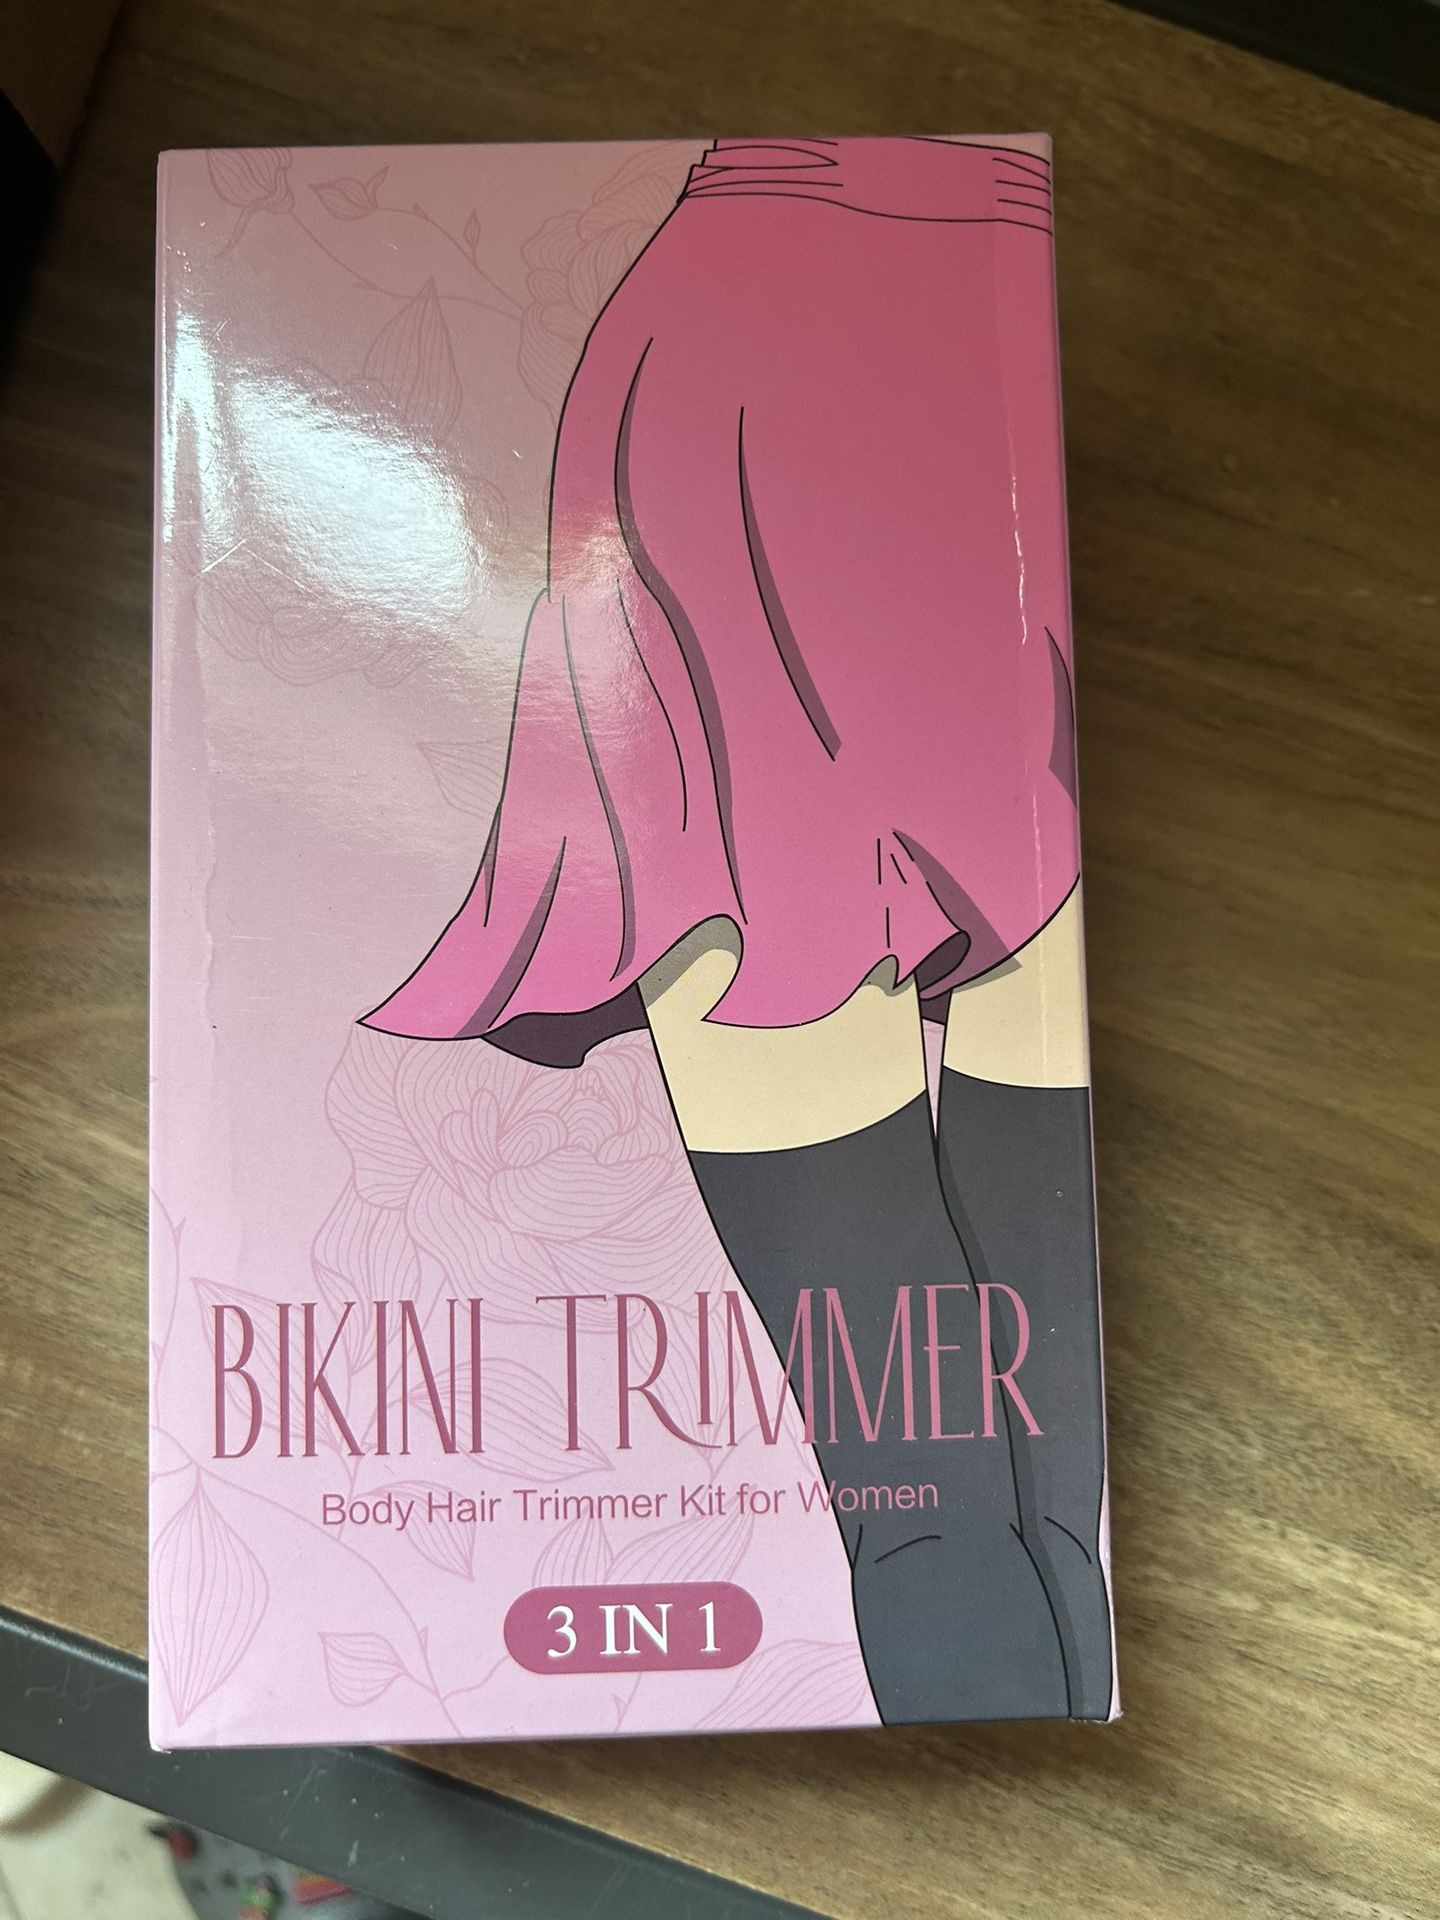 BIKINI TRIMMER
Body Hair Trimmer Kit for Women
3 IN 1